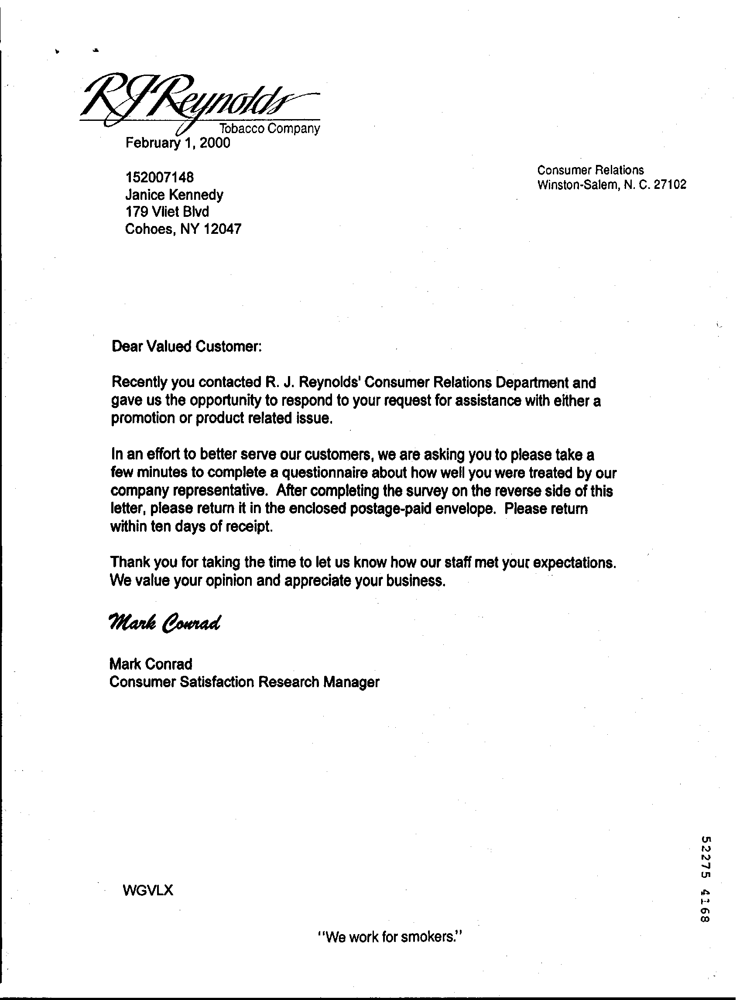 RJReynolds
Tobacco Company
February 1, 2000
Consumer Relations
Winston-Salem, N. C. 27102
152007148
Janice Kennedy
179 Vliet Blvd
Cohoes, NY 12047
Dear Valued Customer:
Recently you contacted R. J. Reynolds' Consumer Relations Department and
gave us the opportunity to respond to your request for assistance with either a
promotion or product related issue.
In an effort to better serve our customers, we are asking you to please take a
few minutes to complete a questionnaire about how well you were treated by our
company representative. After completing the survey on the reverse side of this
letter, please return it in the enclosed postage-paid envelope. Please return
within ten days of receipt.
Thank you for taking the time to let us know how our staff met your expectations.
We value your opinion and appreciate your business.
Mark Conrad
Mark Conrad
Consumer Satisfaction Research Manager
52275 4168
WGVLX
"We work for smokers."